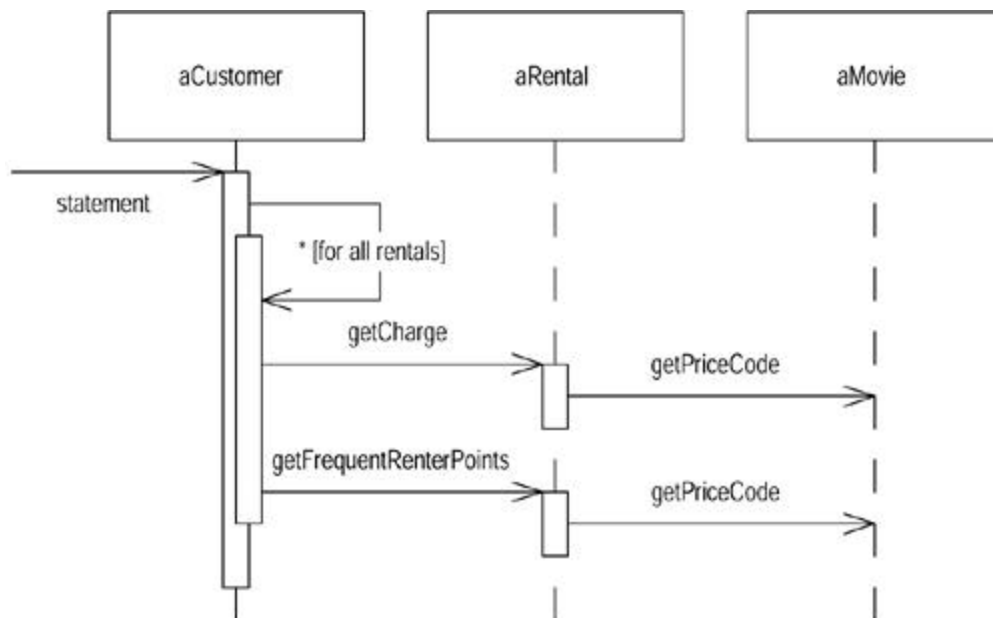 aCustomer
aRental
aMovie
statement
* [for all rentals]
getCharge
getPriceCode
getFrequentRenterPoints
getPriceCode